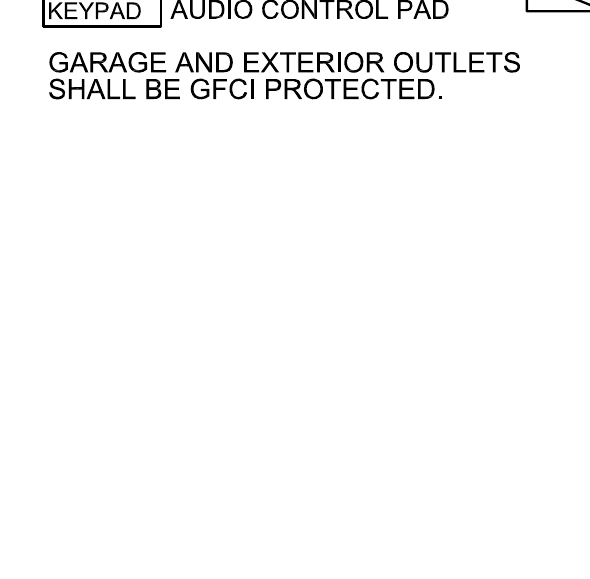 KEYPAD AUDIO CONTROL PAD
GARAGE AND EXTERIOR OUTLETS
SHALL BE GFCI PROTECTED.